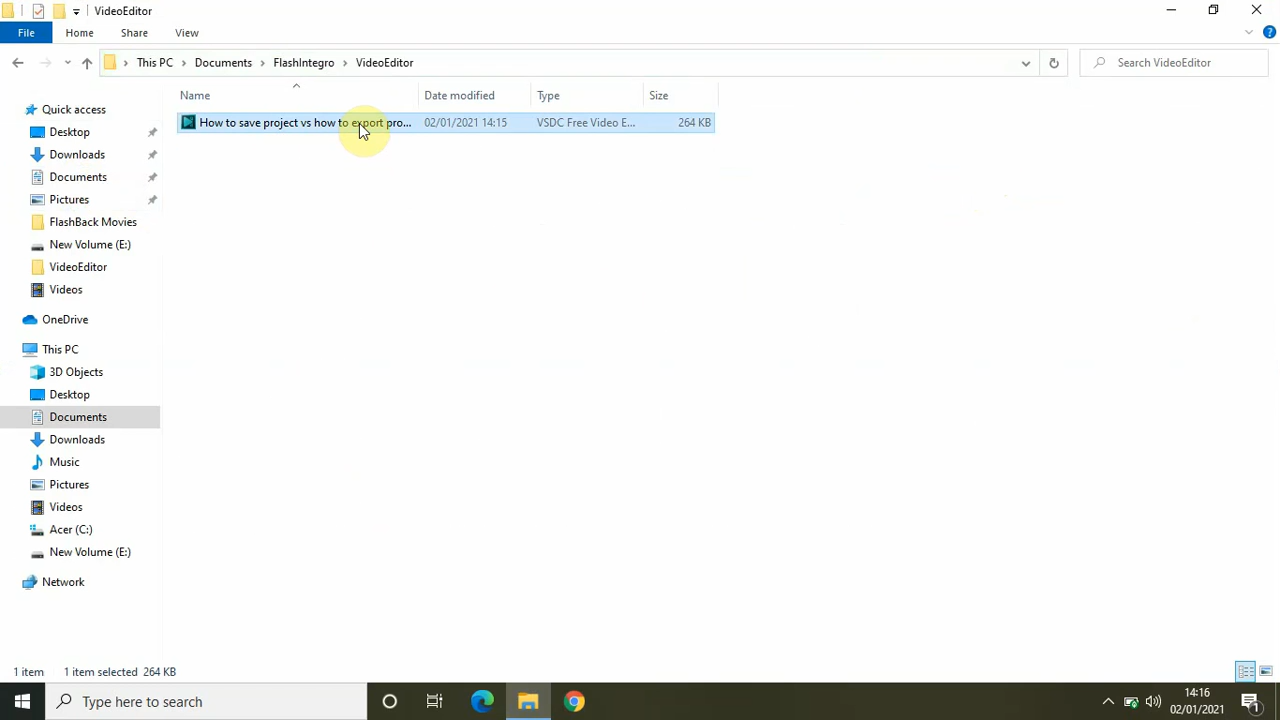 VideoEditor
File Home Share View
This PC Documents FlashIntegro VideoEditor Search VideoEditor
Name Date modified Type Size
How to save project vs how to export pro... 02/01/2021 14:15 VSDC Free Video E... 264 KB
Quick access
Desktop
Downloads
Documents
Pictures
FlashBack Movies
New Volume (E:)
VideoEditor
Videos
OneDrive
This PC
3D Objects
Desktop
Documents
Downloads
Music
Pictures
Videos
Acer (C:)
New Volume (E:)
Network
1 item 1 item selected 264 KB
Type here to search
14:16
02/01/2021
1